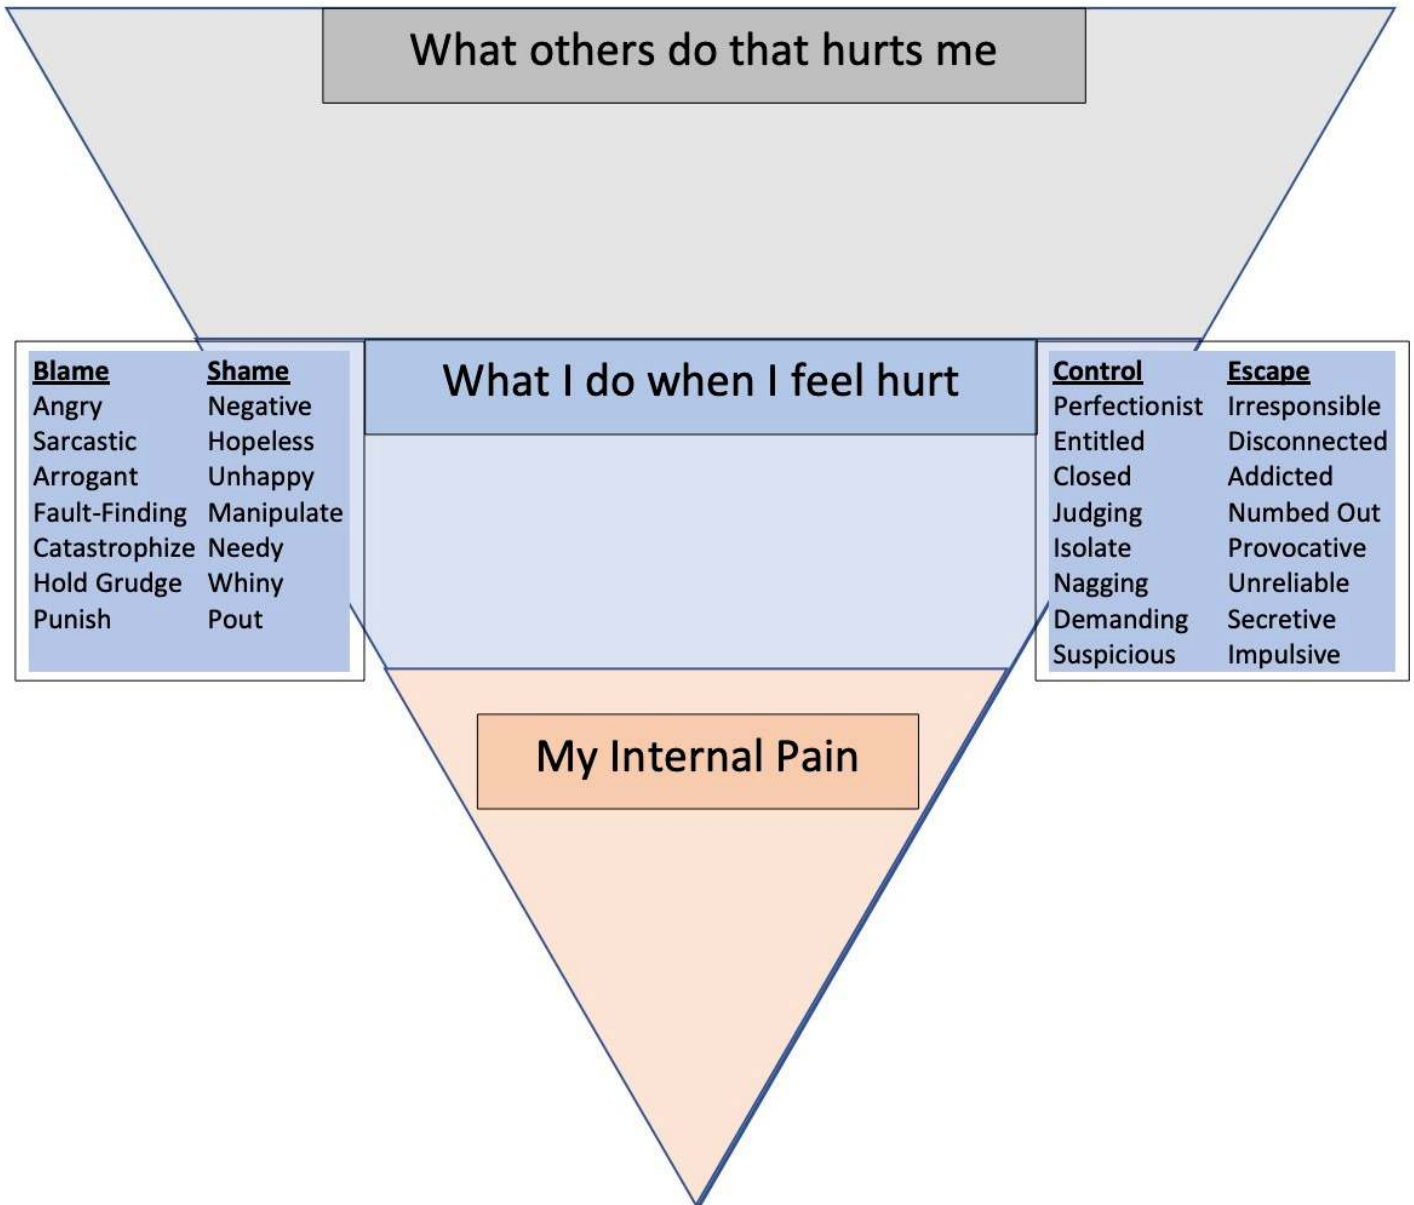 What others do that hurts me
What I do when I feel hurt
Blame Shame
Angry Negative
Sarcastic Hopeless
Arrogant Unhappy
Fault-Finding Manipulate
Catastrophize Needy
Hold Grudge Whiny
Punish Pout
Control Escape
Perfectionist Irresponsible
Entitled Disconnected
Closed Addicted
Judging Numbed Out
Isolate Provocative
Nagging Unreliable
Demanding Secretive
Suspicious Impulsive
My Internal Pain